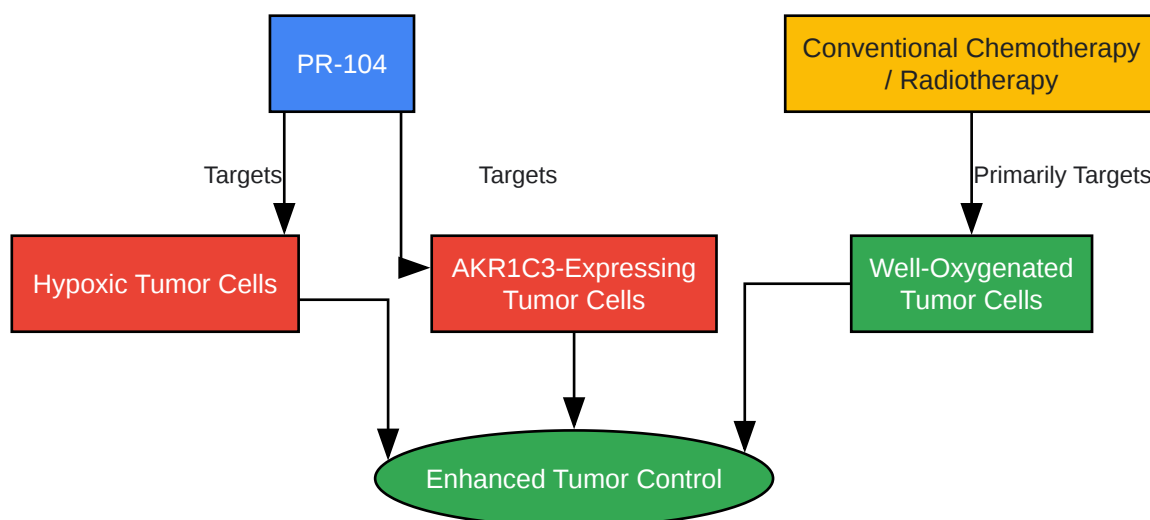 PR-104
Conventional Chemotherapy
/ Radiotherapy
Targets
Targets
Primarily Targets
Hypoxic Tumor Cells
AKR1C3-Expressing
Tumor Cells
Well-Oxygenated
Tumor Cells
Enhanced Tumor Control